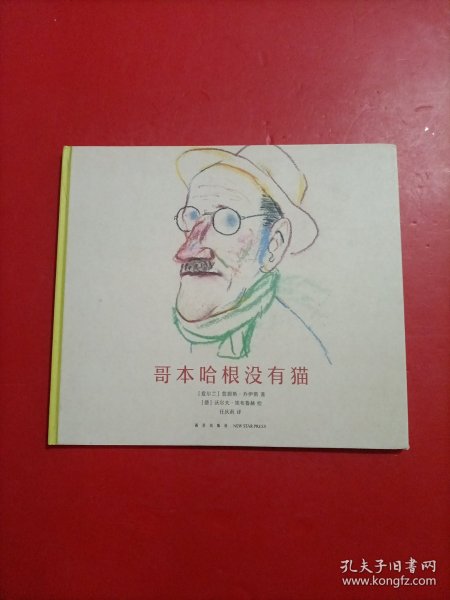 哥本哈根没有猫
[爱尔兰] 詹姆斯·乔伊斯 著
[德] 沃尔夫·埃布鲁赫 绘
任庆莉 译
新星出版社 NEW STAR PRESS
孔夫子旧书网
www.kongfz.com